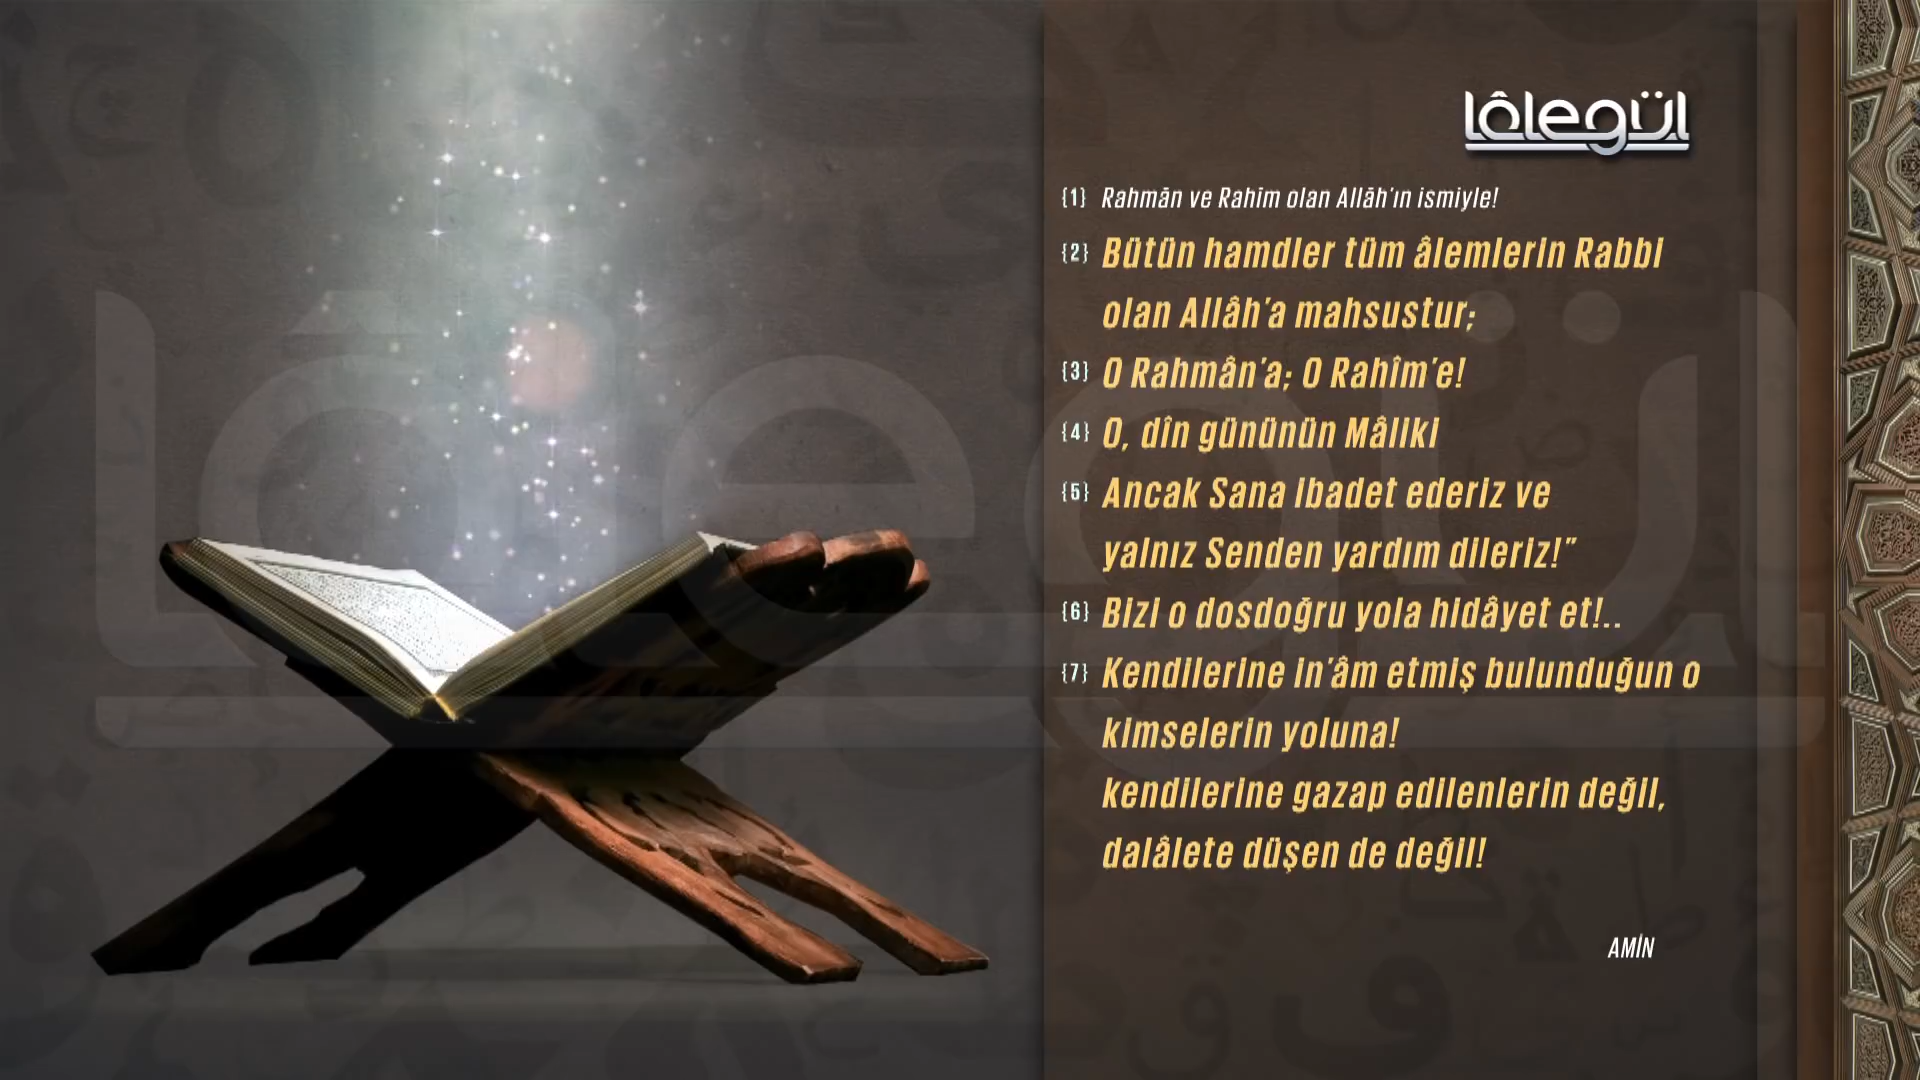 lâlegül
{1} Rahmân ve Rahîm olan Allâh'ın ismiyle!
{2} Bütün hamdler tüm âlemlerin Rabbi
olan Allâh'a mahsustur;
{3} O Rahmân'a; O Rahîm'e!
{4} O, dîn gününün Mâliki
{5} Ancak Sana ibadet ederiz ve
yalnız Senden yardım dileriz!"
{6} Bizi o dosdoğru yola hidâyet et!..
{7} Kendilerine in'âm etmiş bulunduğun o
kimselerin yoluna!
kendilerine gazap edilenlerin değil,
dalâlete düşen de değil!
AMİN